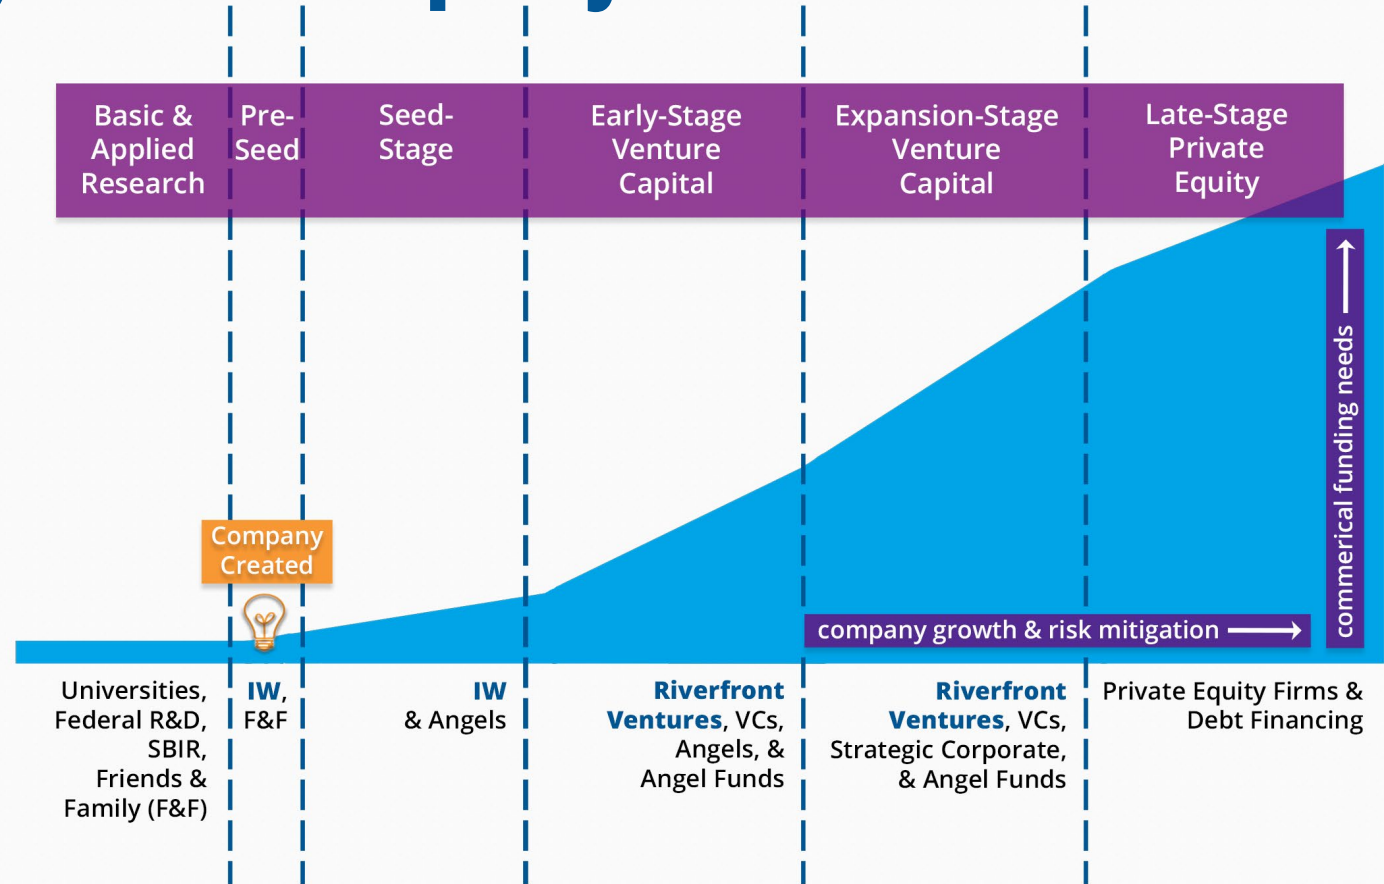 Basic &
Applied
Research
Pre-
Seed
Seed-
Stage
Early-Stage
Venture
Capital
Expansion-Stage
Venture
Capital
Late-Stage
Private
Equity
commerical funding needs
Company
Created
company growth & risk mitigation
Universities,
Federal R&D,
SBIR,
Friends &
Family (F&F)
IW,
F&F
IW
& Angels
Riverfront
Ventures, VCs,
Angels, &
Angel Funds
Riverfront
Ventures, VCs,
Strategic Corporate,
& Angel Funds
Private Equity Firms &
Debt Financing